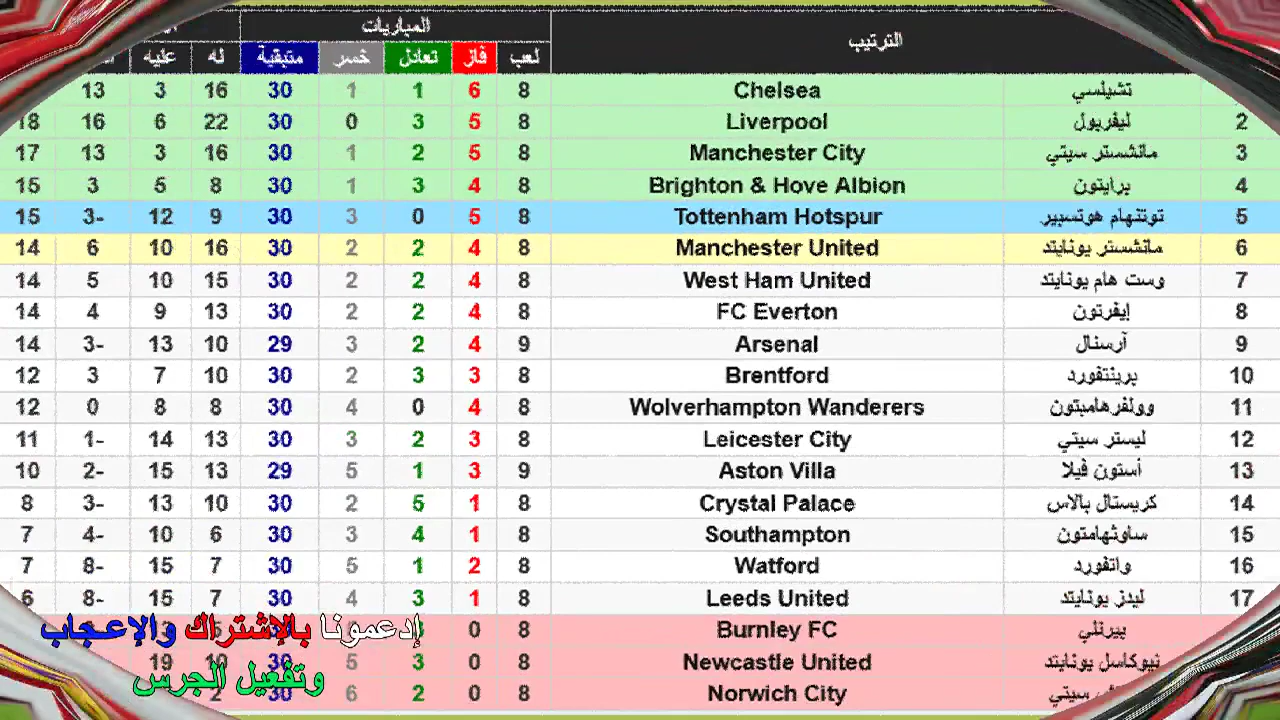 المباريات
الترتيب لعب فاز تعادل خسر متبقية له عليه
تشيلسي Chelsea 8 6 1 1 30 16 3 13
2 ليفربول Liverpool 8 5 3 0 30 22 6 16 18
3 مانشستر سيتي Manchester City 8 5 2 1 30 16 3 13 17
4 برايتون Brighton & Hove Albion 8 4 3 1 30 8 5 3 15
5 توتنهام هوتسبير Tottenham Hotspur 8 5 0 3 30 9 12 3- 15
6 مانشستر يونايتد Manchester United 8 4 2 2 30 16 10 6 14
7 وست هام يونايتد West Ham United 8 4 2 2 30 15 10 5 14
8 إيفرتون FC Everton 8 4 2 2 30 13 9 4 14
9 آرسنال Arsenal 9 4 2 3 29 10 13 3- 14
10 برينتفورد Brentford 8 3 3 2 30 10 7 3 12
11 وولفرهامبتون Wolverhampton Wanderers 8 4 0 4 30 8 8 0 12
12 ليستر سيتي Leicester City 8 3 2 3 30 13 14 1- 11
13 أستون فيلا Aston Villa 9 3 1 5 29 13 15 2- 10
14 كريستال بالاس Crystal Palace 8 1 5 2 30 10 13 3- 8
15 ساوثهامتون Southampton 8 1 4 3 30 6 10 4- 7
16 واتفورد Watford 8 2 1 5 30 7 15 8- 7
17 ليدز يونايتد Leeds United 8 1 3 4 30 7 15 8- 6
بيرنلي Burnley FC 8 0
نيوكاسل يونايتد Newcastle United 8 0 3 5 30 10 19
سيتي Norwich City 8 0 2 6 30 2
إدعمونا بالإشتراك والإعجاب
وتفعيل الجرس